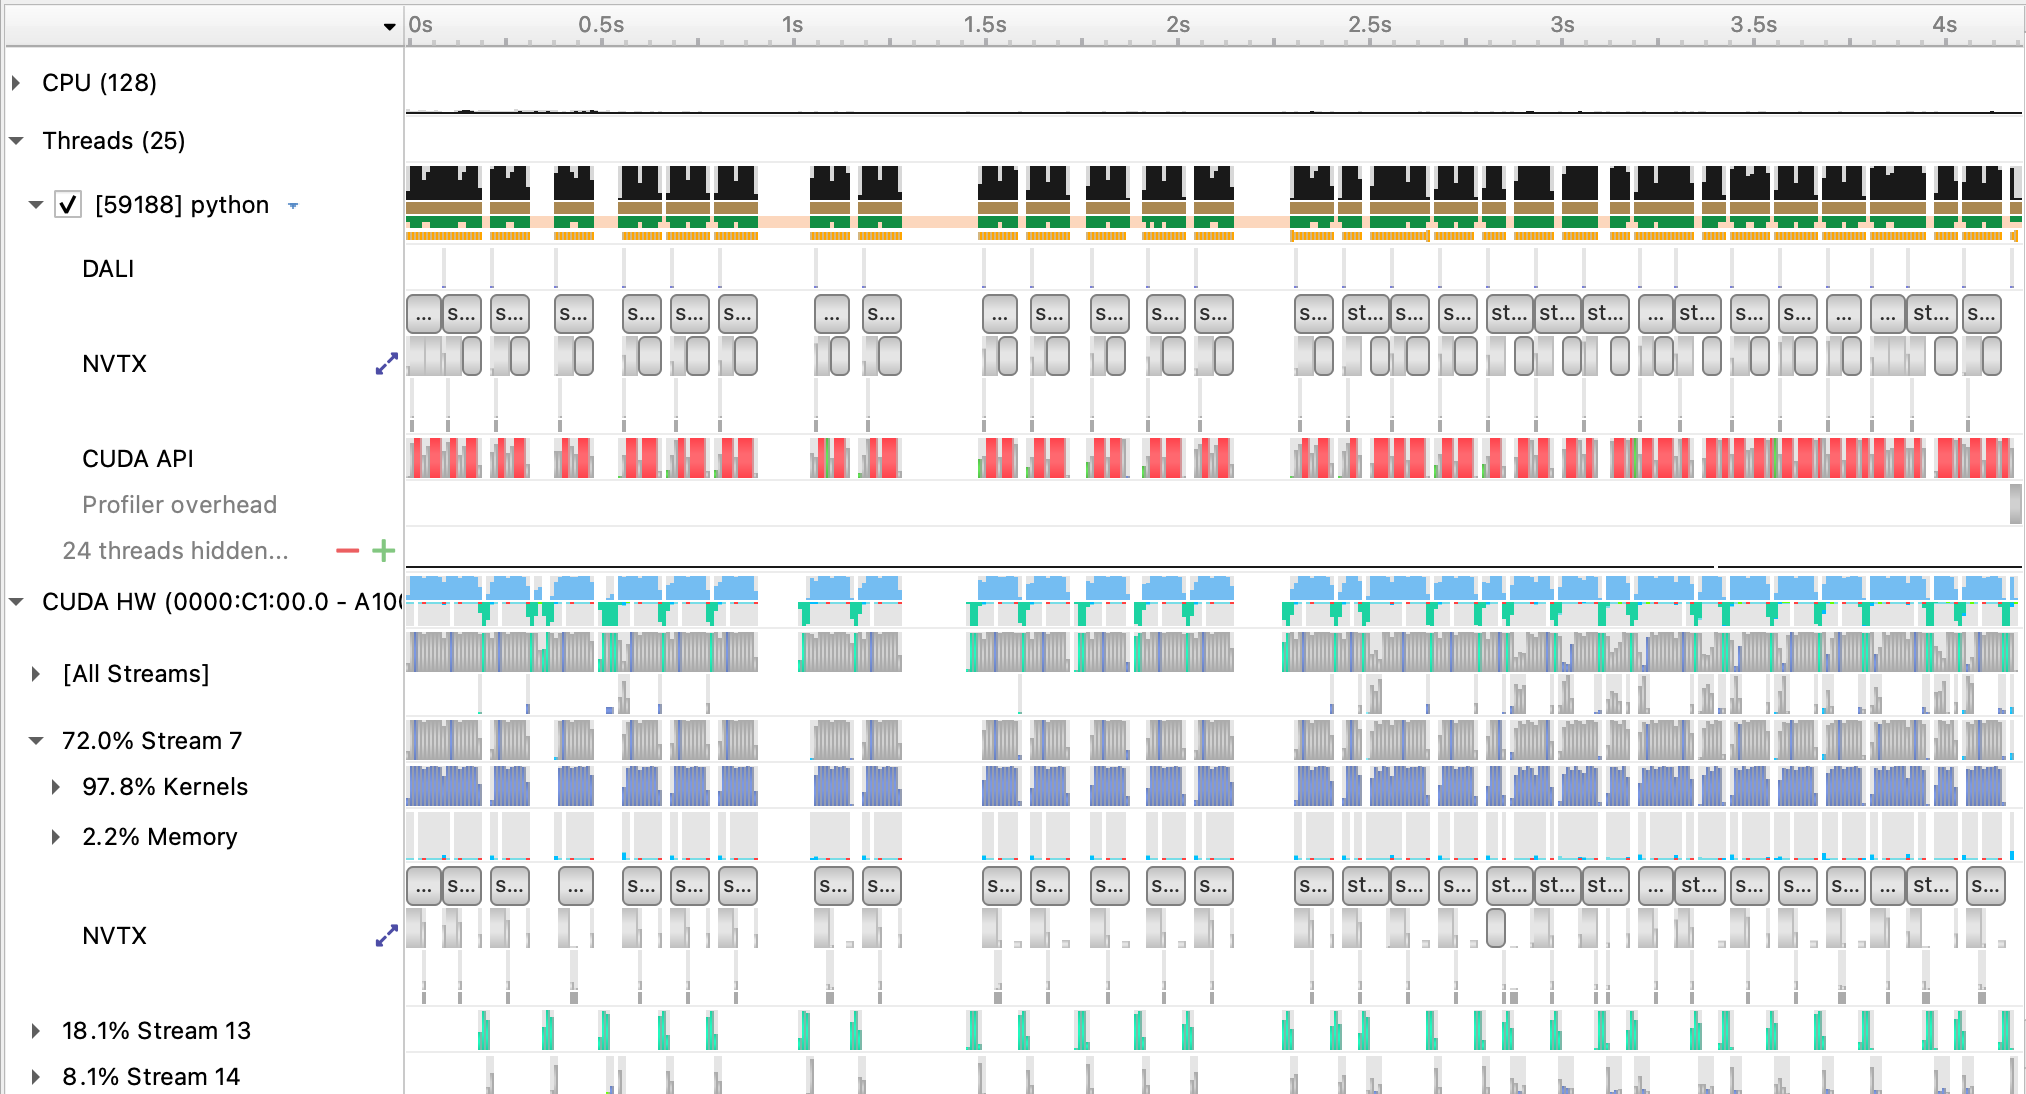 0s 0.5s 1s 1.5s 2s 2.5s 3s 3.5s 4s
CPU (128)
Threads (25)
[59188] python
DALI
... s... s... s... s... s... s... ... s... ... s... s... s... s... s... st... s... s... st... st... st... ... st... s... s... ... ... st... s...
NVTX
CUDA API
Profiler overhead
24 threads hidden...
CUDA HW (0000:C1:00.0 - A10
[All Streams]
72.0% Stream 7
97.8% Kernels
2.2% Memory
... s... s... ... s... s... s... s... s... s... s... s... s... s... s... st... s... s... st... st... st... ... st... s... s... s... ... st... s...
NVTX
18.1% Stream 13
8.1% Stream 14